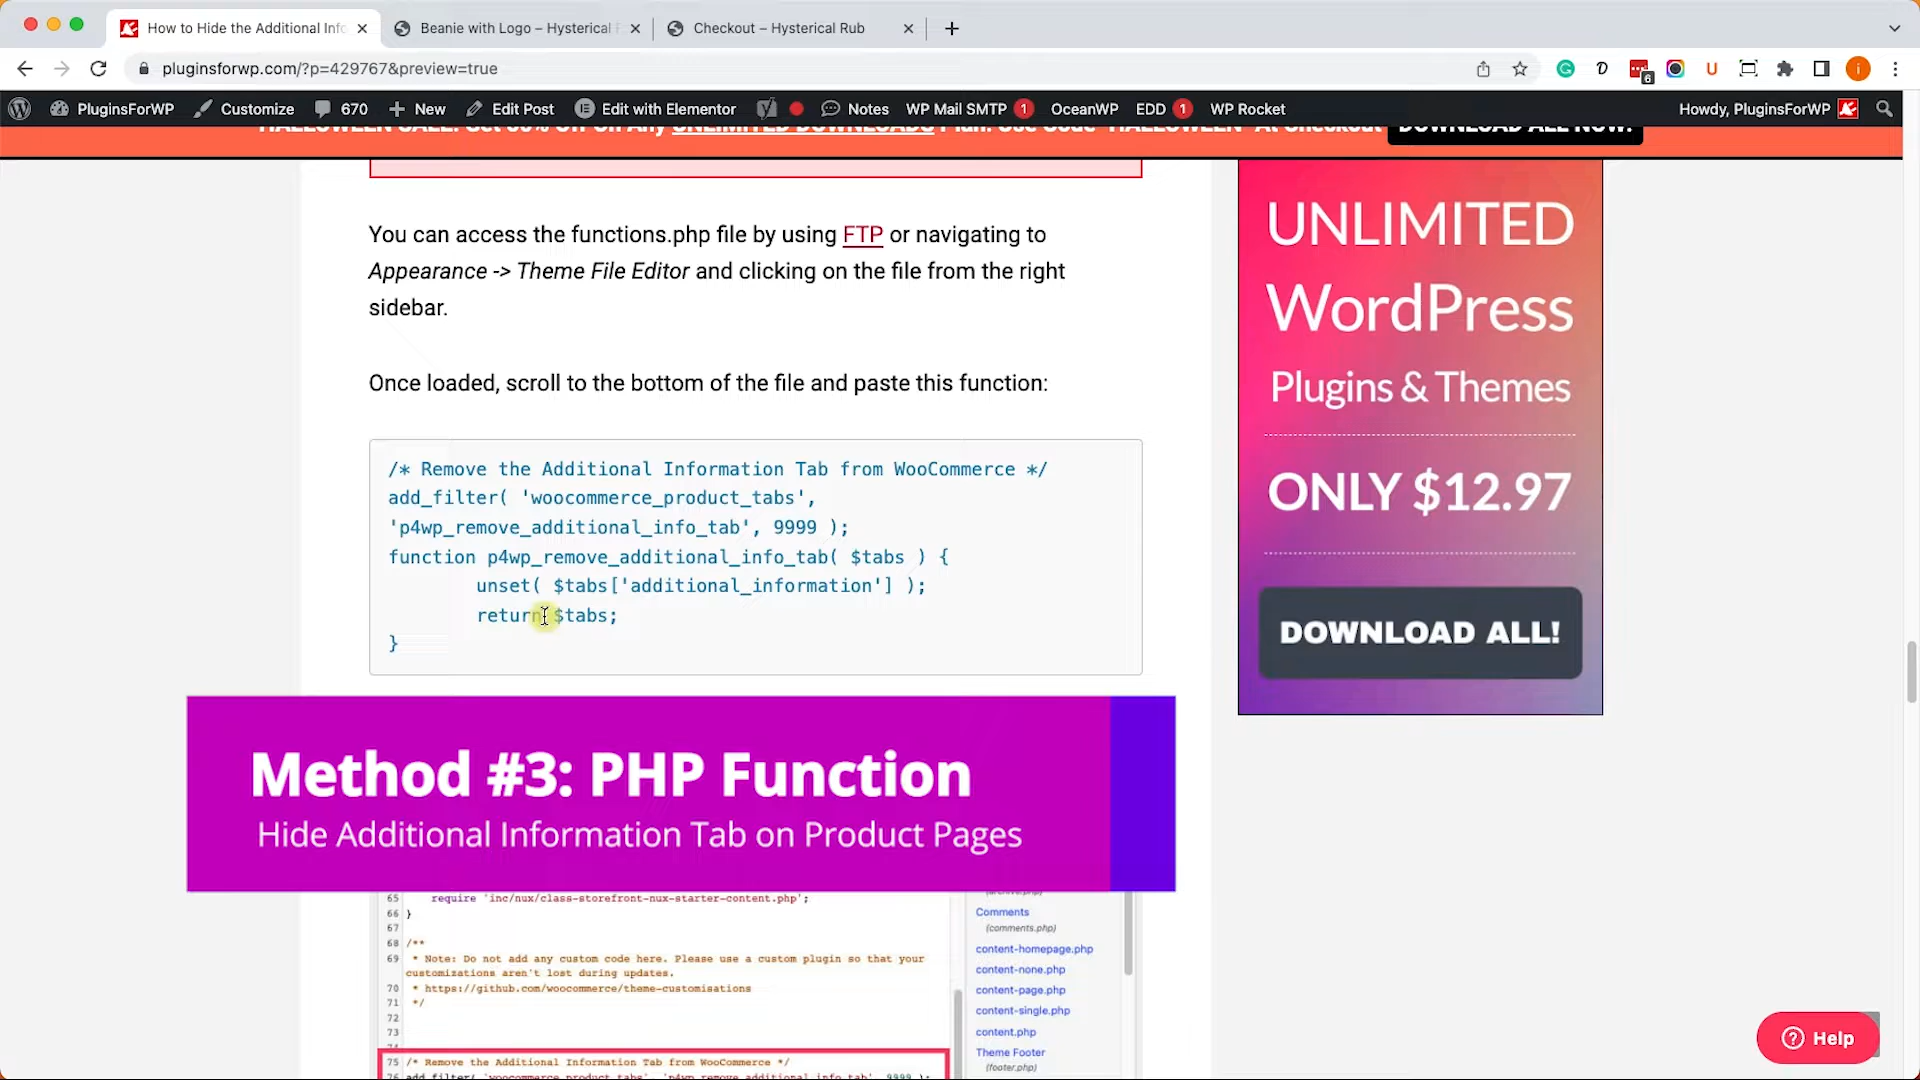 How to Hide the Additional Info
Beanie with Logo – Hysterical R
Checkout – Hysterical Rub
pluginsforwp.com/?p=429767&preview=true
PluginsForWP
Customize
670
New
Edit Post
Edit with Elementor
Notes
WP Mail SMTP 1
OceanWP
EDD 1
WP Rocket
Howdy, PluginsForWP
6
You can access the functions.php file by using FTP or navigating to
Appearance -> Theme File Editor and clicking on the file from the right
sidebar.
Once loaded, scroll to the bottom of the file and paste this function:
/* Remove the Additional Information Tab from WooCommerce */
add_filter( 'woocommerce_product_tabs',
'p4wp_remove_additional_info_tab', 9999 );
function p4wp_remove_additional_info_tab( $tabs ) {
unset( $tabs['additional_information'] );
return $tabs;
}
UNLIMITED
WordPress
Plugins & Themes
ONLY $12.97
DOWNLOAD ALL!
Method #3: PHP Function
Hide Additional Information Tab on Product Pages
65 require 'inc/nux/class-storefront-nux-starter-content.php';
66 }
67
68 /**
69 * Note: Do not add any custom code here. Please use a custom plugin so that your
customizations aren't lost during updates.
70 * https://github.com/woocommerce/theme-customisations
71 */
72
73
75 /* Remove the Additional Information Tab from WooCommerce */
76 add_filter( 'woocommerce_product_tabs', 'p4wp_remove_additional_info_tab', 9999 );
Comments
(comments.php)
content-homepage.php
content-none.php
content-page.php
content-single.php
content.php
Theme Footer
(footer.php)
Help